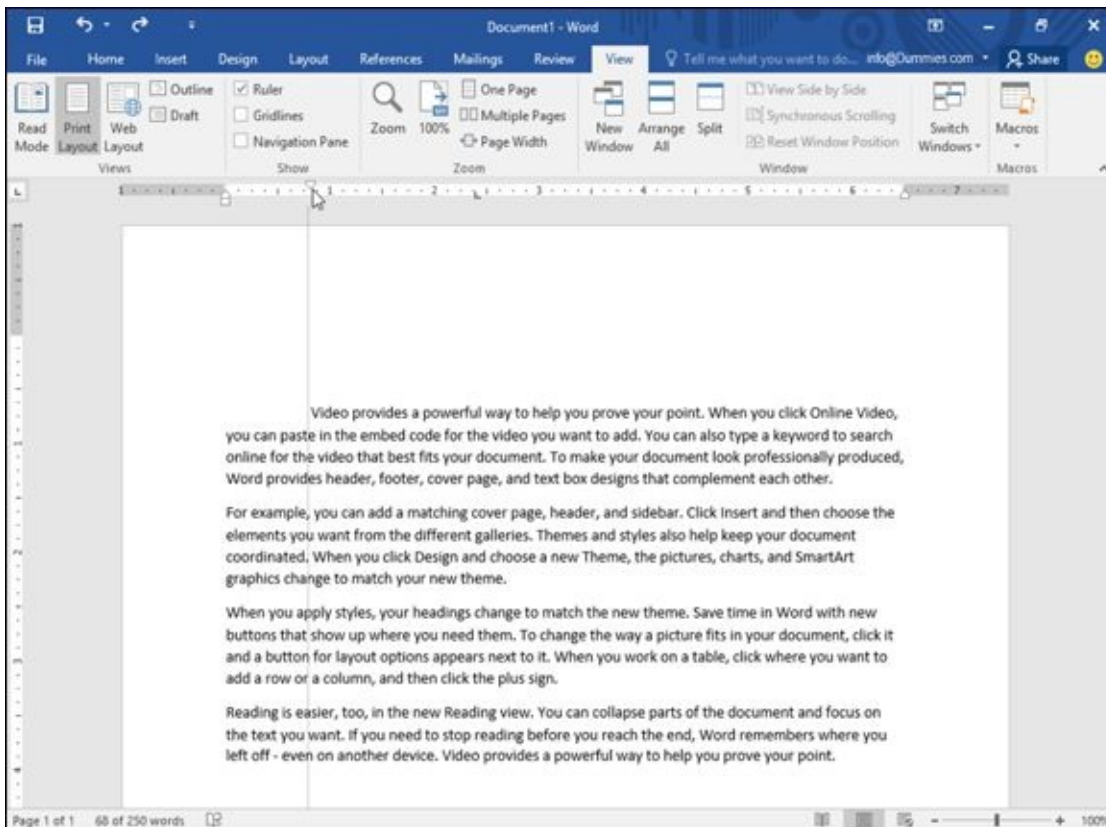 Document1 - Word
File Home Insert Design Layout References Mailings Review View Tell me what you want to do... info@Dummies.com Share
Read Mode
Print Layout
Web Layout
Outline
Draft
Views
Ruler
Gridlines
Navigation Pane
Show
Zoom
100%
One Page
Multiple Pages
Page Width
Zoom
New Window
Arrange All
Split
View Side by Side
Synchronous Scrolling
Reset Window Position
Window
Switch Windows
Macros
Macros
1 1 2 3 4 5 6 7
Video provides a powerful way to help you prove your point. When you click Online Video,
you can paste in the embed code for the video you want to add. You can also type a keyword to search
online for the video that best fits your document. To make your document look professionally produced,
Word provides header, footer, cover page, and text box designs that complement each other.
For example, you can add a matching cover page, header, and sidebar. Click Insert and then choose the
elements you want from the different galleries. Themes and styles also help keep your document
coordinated. When you click Design and choose a new Theme, the pictures, charts, and SmartArt
graphics change to match your new theme.
When you apply styles, your headings change to match the new theme. Save time in Word with new
buttons that show up where you need them. To change the way a picture fits in your document, click it
and a button for layout options appears next to it. When you work on a table, click where you want to
add a row or a column, and then click the plus sign.
Reading is easier, too, in the new Reading view. You can collapse parts of the document and focus on
the text you want. If you need to stop reading before you reach the end, Word remembers where you
left off - even on another device. Video provides a powerful way to help you prove your point.
Page 1 of 1 68 of 250 words 100%